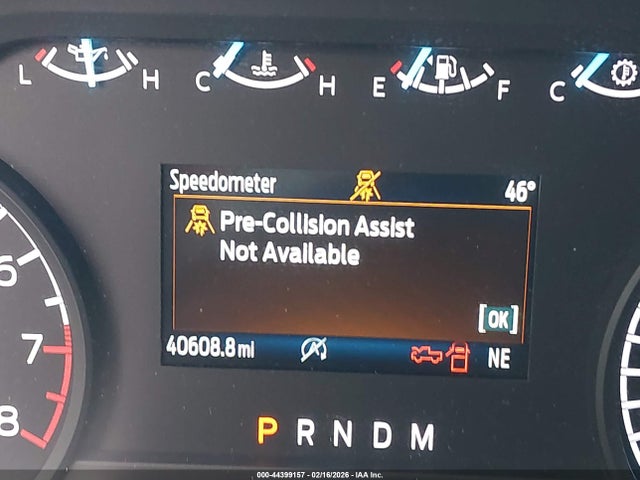 L H C H E F C
Speedometer 46°
Pre-Collision Assist
Not Available
[OK]
6
7
8
40608.8 mi NE
P R N D M
000-44399157 - 02/16/2026 - IAA Inc.